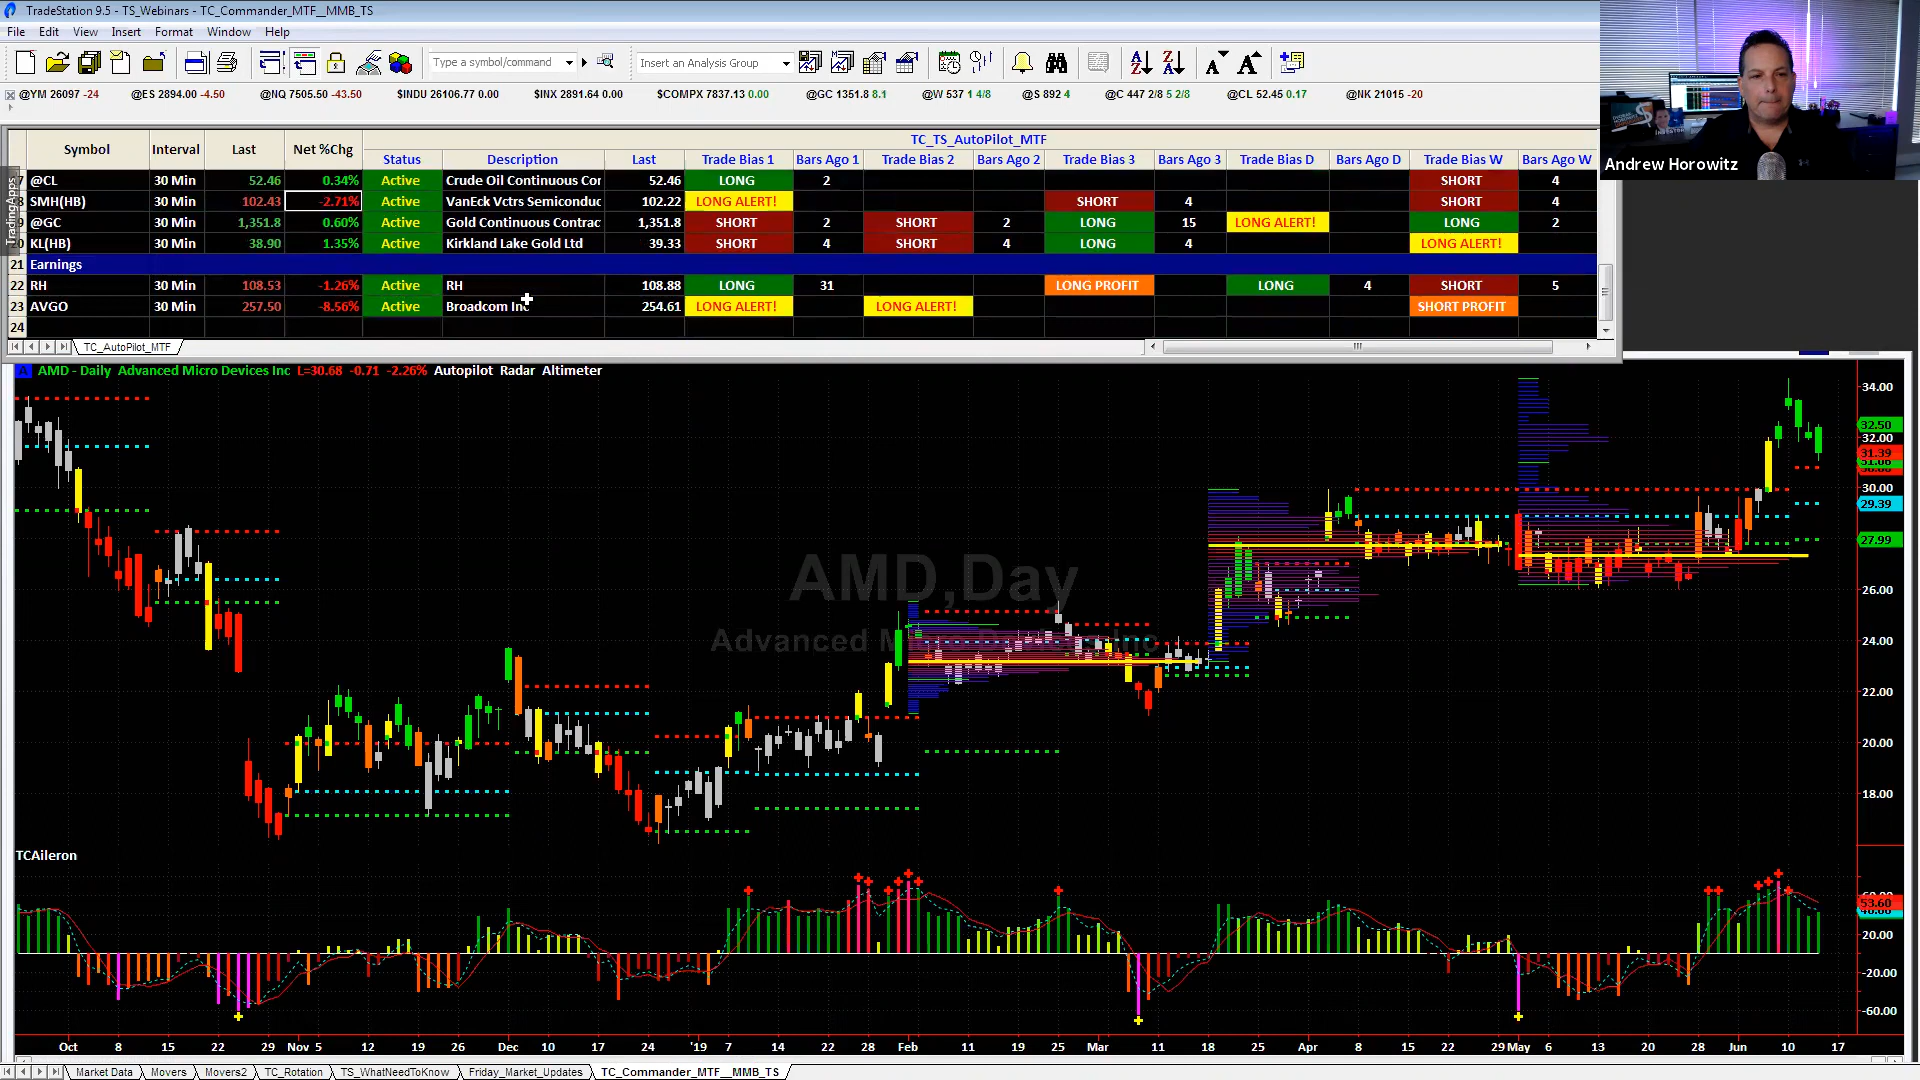 TradeStation 9.5 - TS_Webinars - TC_Commander_MTF__MMB_TS
File Edit View Insert Format Window Help
Type a symbol/command Insert an Analysis Group
@YM 26097 -24 @ES 2894.00 -4.50 @NQ 7505.50 -43.50 $INDU 26106.77 0.00 $INX 2891.64 0.00 $COMPX 7837.13 0.00 @GC 1351.8 8.1 @W 537 1 4/8 @S 892 4 @C 447 2/8 5 2/8 @CL 52.45 0.17 @NK 21015 -20
Andrew Horowitz
TradingApps
TC_TS_AutoPilot_MTF
Symbol Interval Last Net %Chg Status Description Last Trade Bias 1 Bars Ago 1 Trade Bias 2 Bars Ago 2 Trade Bias 3 Bars Ago 3 Trade Bias D Bars Ago D Trade Bias W Bars Ago W
@CL 30 Min 52.46 0.34% Active Crude Oil Continuous Cor 52.46 LONG 2 SHORT 4
SMH(HB) 30 Min 102.43 -2.71% Active VanEck Vctrs Semiconduc 102.22 LONG ALERT! SHORT 4 SHORT 4
@GC 30 Min 1,351.8 0.60% Active Gold Continuous Contrac 1,351.8 SHORT 2 SHORT 2 LONG 15 LONG ALERT! LONG 2
KL(HB) 30 Min 38.90 1.35% Active Kirkland Lake Gold Ltd 39.33 SHORT 4 SHORT 4 LONG 4 LONG ALERT!
21 Earnings
22 RH 30 Min 108.53 -1.26% Active RH 108.88 LONG 31 LONG PROFIT LONG 4 SHORT 5
23 AVGO 30 Min 257.50 -8.56% Active Broadcom Inc 254.61 LONG ALERT! LONG ALERT! SHORT PROFIT
24
TC_AutoPilot_MTF
AMD - Daily Advanced Micro Devices Inc L=30.68 -0.71 -2.26% Autopilot Radar Altimeter
34.00
32.50
32.00
31.39
30.00
29.39
27.99
26.00
24.00
22.00
20.00
18.00
AMD,Day
Advanced Micro Devices Inc
TCAileron
53.60
20.00
-20.00
-60.00
Oct 8 15 22 29 Nov 5 12 19 26 Dec 10 17 24 '19 7 14 22 28 Feb 11 19 25 Mar 11 18 25 Apr 8 15 22 29 May 6 13 20 28 Jun 10 17
Market Data Movers Movers2 TC_Rotation TS_WhatNeedToKnow Friday_Market_Updates TC_Commander_MTF__MMB_TS